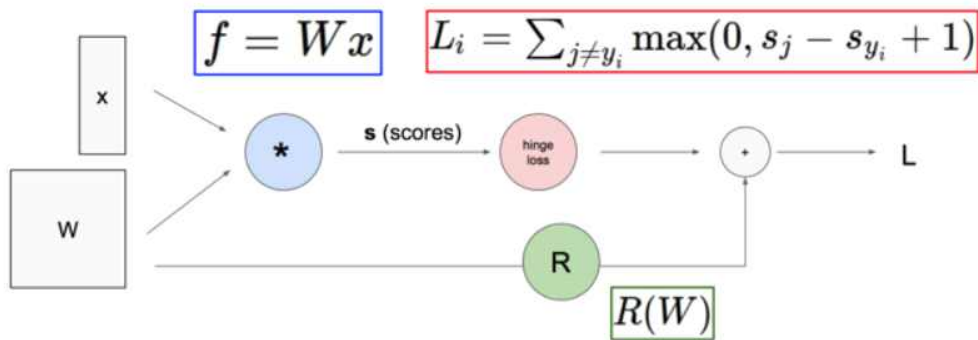 f = Wx
L_i = \sum_{j \neq y_i} \max(0, s_j - s_{y_i} + 1)
x
*
s (scores)
hinge
loss
+
L
W
R
R(W)